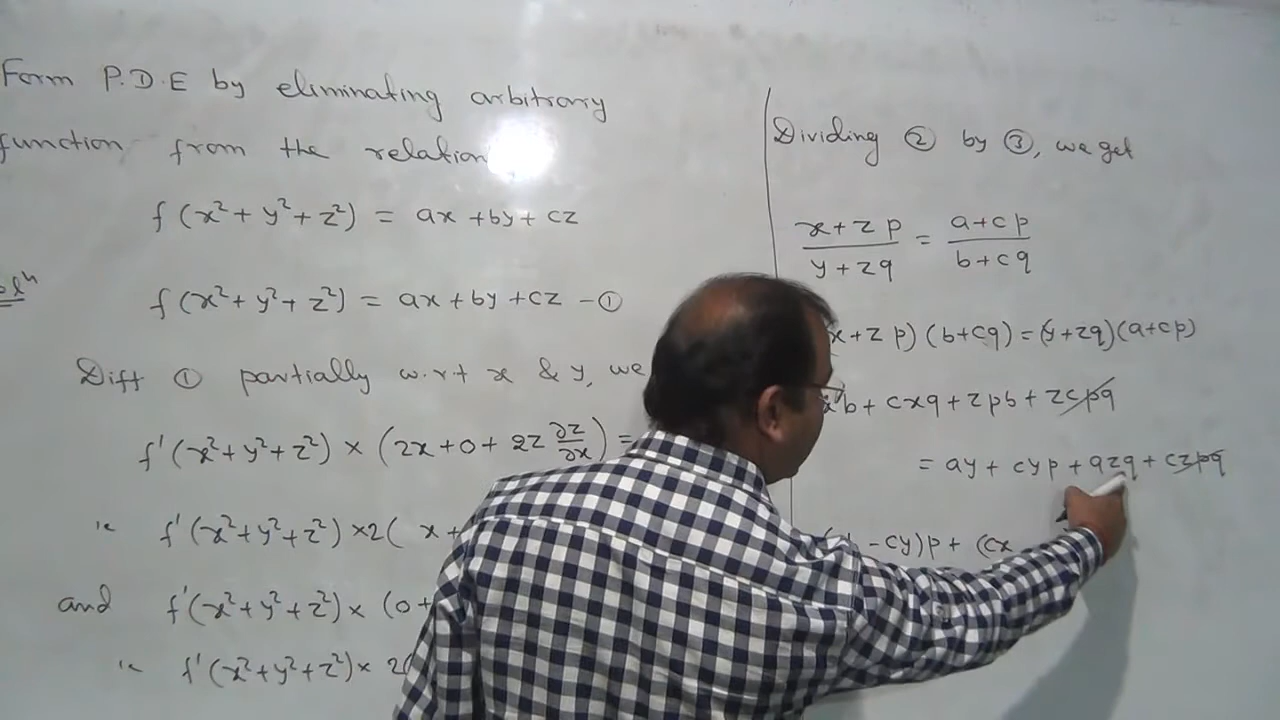 Form P.D.E by eliminating arbitrary
function from the relation
f(x²+y²+z²) = ax+by+cz
f(x²+y²+z²) = ax+by+cz -①
Diff ① partially w.r.t x & y, we
f'(x²+y²+z²) × (2x+0+2z ∂z/∂x) =
ie f'(x²+y²+z²) ×2( x+
and f'(x²+y²+z²) × (0+
ie f'(x²+y²+z²) × 2(
Dividing ② by ③, we get
x+zp / y+zq = a+cp / b+cq
x+zp)(b+cq) = (y+zq)(a+cp)
xb+cxq+zpb+zcpq
= ay+cyp+azq+czpq
-cy)p+(cx